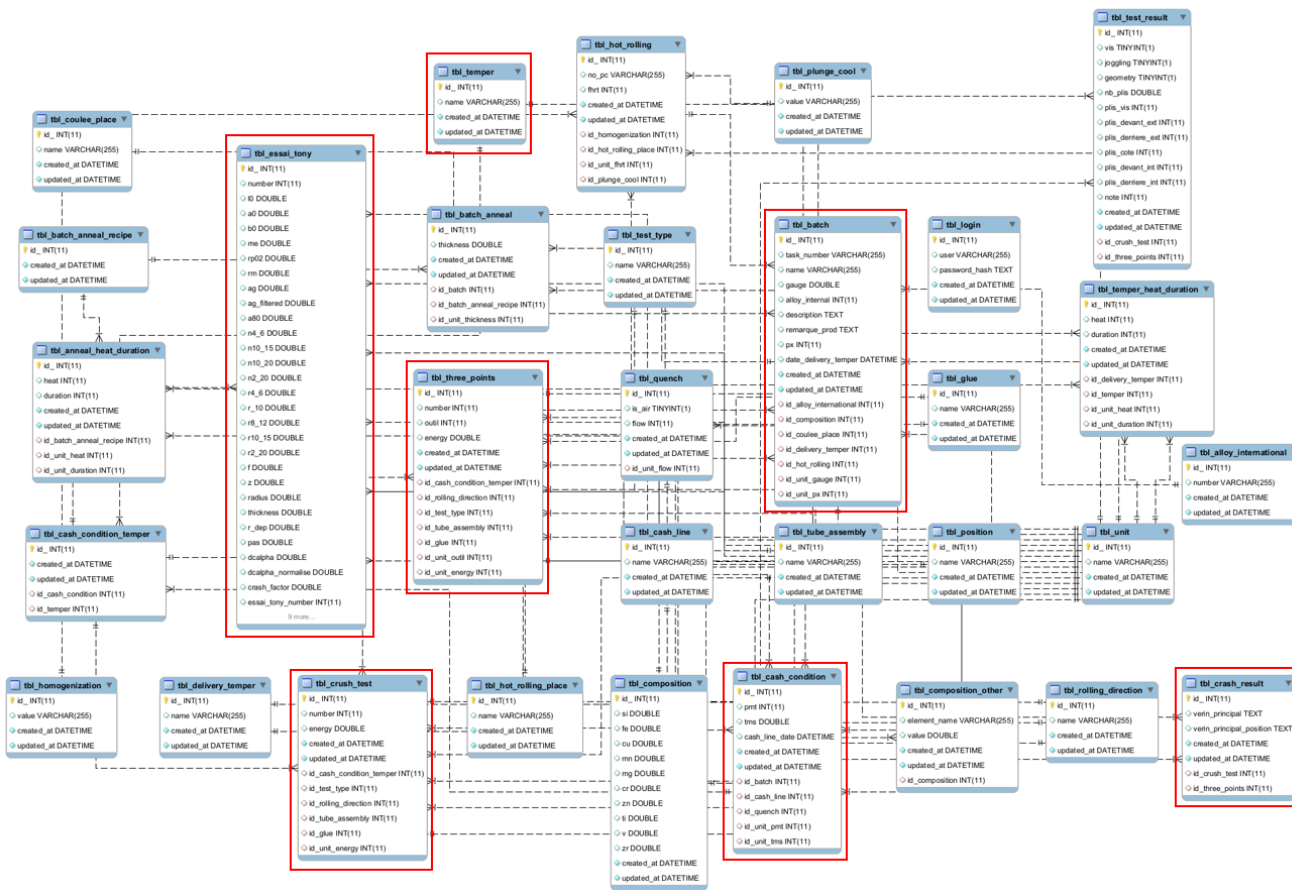 tbl_test_result
id_ INT(11)
vis TINYINT(1)
joggling TINYINT(1)
geometry TINYINT(1)
nb_plis DOUBLE
plis_vis INT(11)
plis_devant_ext INT(11)
plis_derriere_ext INT(11)
plis_cote INT(11)
plis_devant_int INT(11)
plis_derriere_int INT(11)
note INT(11)
created_at DATETIME
updated_at DATETIME
id_crush_test INT(11)
id_three_points INT(11)
tbl_hot_rolling
id_ INT(11)
no_pc VARCHAR(255)
fhrt INT(11)
created_at DATETIME
updated_at DATETIME
id_homogenization INT(11)
id_hot_rolling_place INT(11)
id_unit_fhrt INT(11)
id_plunge_cool INT(11)
tbl_temper
id_ INT(11)
name VARCHAR(255)
created_at DATETIME
updated_at DATETIME
tbl_plunge_cool
id_ INT(11)
value VARCHAR(255)
created_at DATETIME
updated_at DATETIME
tbl_coulee_place
id_ INT(11)
name VARCHAR(255)
created_at DATETIME
updated_at DATETIME
tbl_essai_tony
id_ INT(11)
number INT(11)
l0 DOUBLE
a0 DOUBLE
b0 DOUBLE
me DOUBLE
rp02 DOUBLE
rm DOUBLE
ag DOUBLE
ag_filtered DOUBLE
a80 DOUBLE
n4_6 DOUBLE
n10_15 DOUBLE
n10_20 DOUBLE
n2_20 DOUBLE
r4_6 DOUBLE
r_10 DOUBLE
r8_12 DOUBLE
r10_15 DOUBLE
r2_20 DOUBLE
f DOUBLE
z DOUBLE
radius DOUBLE
thickness DOUBLE
r_dep DOUBLE
pas DOUBLE
dcalpha DOUBLE
dcalpha_normalise DOUBLE
crash_factor DOUBLE
essai_tony_number INT(11)
9 more...
tbl_batch_anneal
id_ INT(11)
thickness DOUBLE
created_at DATETIME
updated_at DATETIME
id_batch INT(11)
id_batch_anneal_recipe INT(11)
id_unit_thickness INT(11)
tbl_test_type
id_ INT(11)
name VARCHAR(255)
created_at DATETIME
updated_at DATETIME
tbl_batch
id_ INT(11)
task_number VARCHAR(255)
name VARCHAR(255)
gauge DOUBLE
alloy_internal INT(11)
description TEXT
remarque_prod TEXT
px INT(11)
date_delivery_temper DATETIME
created_at DATETIME
updated_at DATETIME
id_alloy_international INT(11)
id_composition INT(11)
id_coulee_place INT(11)
id_delivery_temper INT(11)
id_hot_rolling INT(11)
id_unit_gauge INT(11)
id_unit_px INT(11)
tbl_login
id_ INT(11)
user VARCHAR(255)
password_hash TEXT
created_at DATETIME
updated_at DATETIME
tbl_batch_anneal_recipe
id_ INT(11)
created_at DATETIME
updated_at DATETIME
tbl_temper_heat_duration
id_ INT(11)
heat INT(11)
duration INT(11)
created_at DATETIME
updated_at DATETIME
id_delivery_temper INT(11)
id_temper INT(11)
id_unit_heat INT(11)
id_unit_duration INT(11)
tbl_anneal_heat_duration
id_ INT(11)
heat INT(11)
duration INT(11)
created_at DATETIME
updated_at DATETIME
id_batch_anneal_recipe INT(11)
id_unit_heat INT(11)
id_unit_duration INT(11)
tbl_three_points
id_ INT(11)
number INT(11)
outil INT(11)
energy DOUBLE
created_at DATETIME
updated_at DATETIME
id_cash_condition_temper INT(11)
id_rolling_direction INT(11)
id_test_type INT(11)
id_tube_assembly INT(11)
id_glue INT(11)
id_unit_outil INT(11)
id_unit_energy INT(11)
tbl_quench
id_ INT(11)
is_air TINYINT(1)
flow INT(11)
created_at DATETIME
updated_at DATETIME
id_unit_flow INT(11)
tbl_glue
id_ INT(11)
name VARCHAR(255)
created_at DATETIME
updated_at DATETIME
tbl_alloy_international
id_ INT(11)
number VARCHAR(255)
created_at DATETIME
updated_at DATETIME
tbl_cash_condition_temper
id_ INT(11)
created_at DATETIME
updated_at DATETIME
id_cash_condition INT(11)
id_temper INT(11)
tbl_cash_line
id_ INT(11)
name VARCHAR(255)
created_at DATETIME
updated_at DATETIME
tbl_tube_assembly
id_ INT(11)
name VARCHAR(255)
created_at DATETIME
updated_at DATETIME
tbl_position
id_ INT(11)
name VARCHAR(255)
created_at DATETIME
updated_at DATETIME
tbl_unit
id_ INT(11)
name VARCHAR(255)
created_at DATETIME
updated_at DATETIME
tbl_homogenization
id_ INT(11)
value VARCHAR(255)
created_at DATETIME
updated_at DATETIME
tbl_delivery_temper
id_ INT(11)
name VARCHAR(255)
created_at DATETIME
updated_at DATETIME
tbl_crush_test
id_ INT(11)
number INT(11)
energy DOUBLE
created_at DATETIME
updated_at DATETIME
id_cash_condition_temper INT(11)
id_test_type INT(11)
id_rolling_direction INT(11)
id_tube_assembly INT(11)
id_glue INT(11)
id_unit_energy INT(11)
tbl_hot_rolling_place
id_ INT(11)
name VARCHAR(255)
created_at DATETIME
updated_at DATETIME
tbl_composition
id_ INT(11)
si DOUBLE
fe DOUBLE
cu DOUBLE
mn DOUBLE
mg DOUBLE
cr DOUBLE
zn DOUBLE
ti DOUBLE
v DOUBLE
zr DOUBLE
created_at DATETIME
updated_at DATETIME
tbl_cash_condition
id_ INT(11)
pmt INT(11)
tms DOUBLE
cash_line_date DATETIME
created_at DATETIME
updated_at DATETIME
id_batch INT(11)
id_cash_line INT(11)
id_quench INT(11)
id_unit_pmt INT(11)
id_unit_tms INT(11)
tbl_composition_other
id_ INT(11)
element_name VARCHAR(255)
value DOUBLE
created_at DATETIME
updated_at DATETIME
id_composition INT(11)
tbl_rolling_direction
id_ INT(11)
name VARCHAR(255)
created_at DATETIME
updated_at DATETIME
tbl_crash_result
id_ INT(11)
verin_principal TEXT
verin_principal_position TEXT
created_at DATETIME
updated_at DATETIME
id_crush_test INT(11)
id_three_points INT(11)